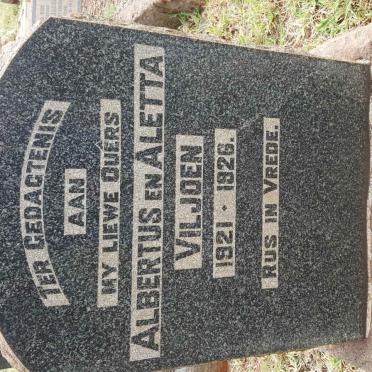 TER GEDAGTENIS
AAN
MY LIEWE OUERS
ALBERTUS EN ALETTA
VILJOEN
1921 - 1926.
RUS IN VREDE.